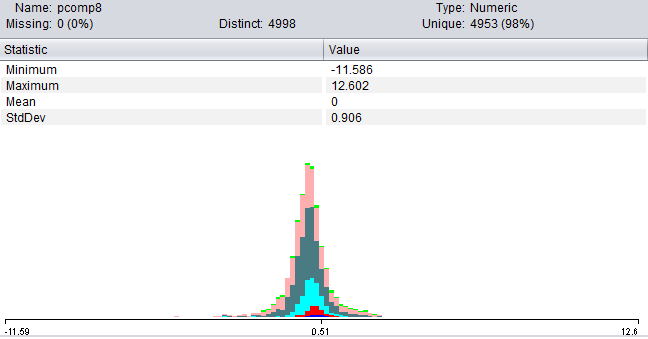 Name: pcomp8 Type: Numeric
Missing: 0 (0%) Distinct: 4998 Unique: 4953 (98%)
Statistic Value
Minimum -11.586
Maximum 12.602
Mean 0
StdDev 0.906
-11.59 0.51 12.6